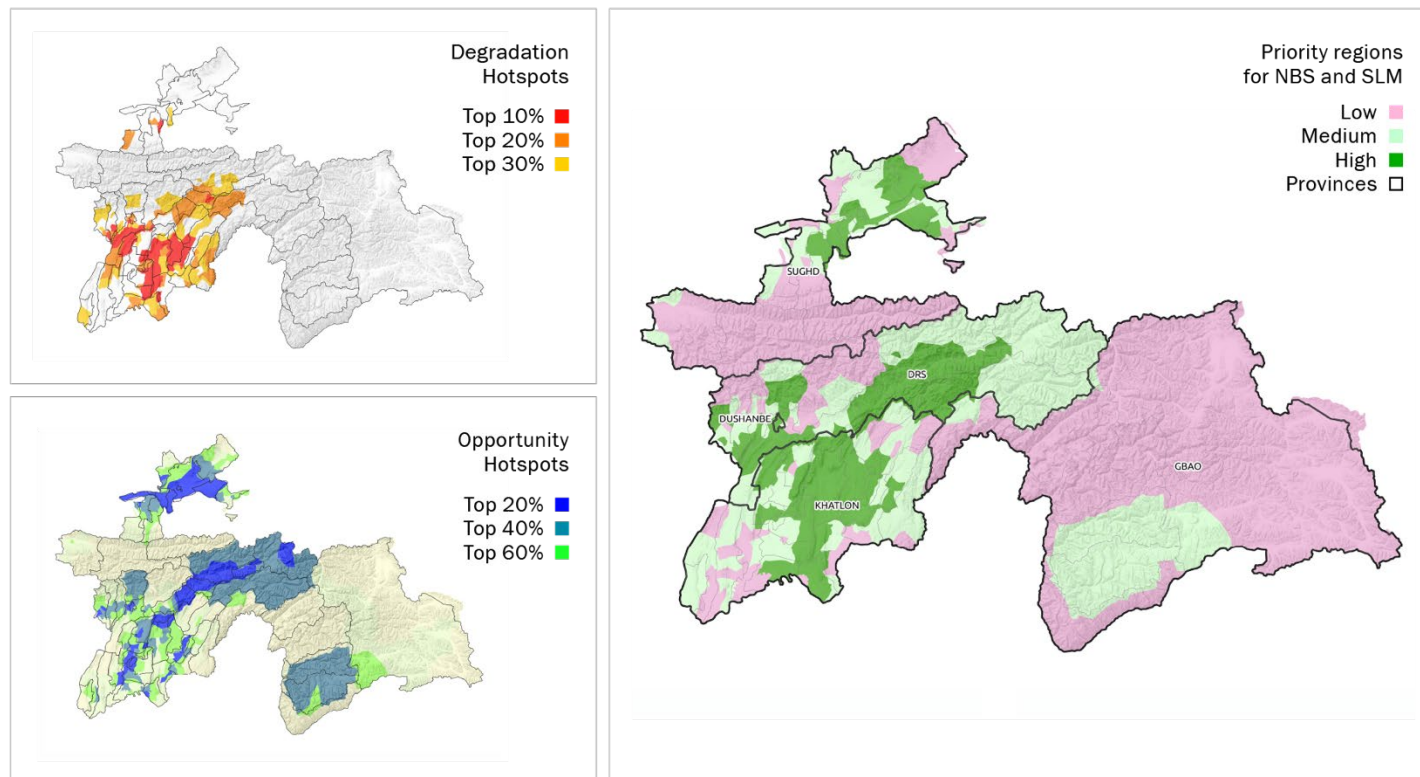 Degradation
Hotspots
Top 10%
Top 20%
Top 30%
Opportunity
Hotspots
Top 20%
Top 40%
Top 60%
Priority regions
for NBS and SLM
Low
Medium
High
Provinces
SUGHD
DRS
DUSHANBE
GBAO
KHATLON